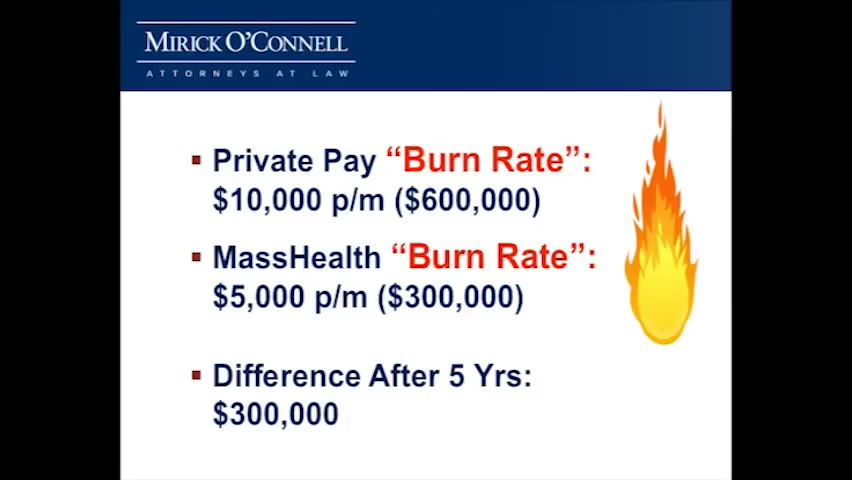 MIRICK O'CONNELL
ATTORNEYS AT LAW
▪ Private Pay “Burn Rate”:
$10,000 p/m ($600,000)
▪ MassHealth “Burn Rate”:
$5,000 p/m ($300,000)
▪ Difference After 5 Yrs:
$300,000